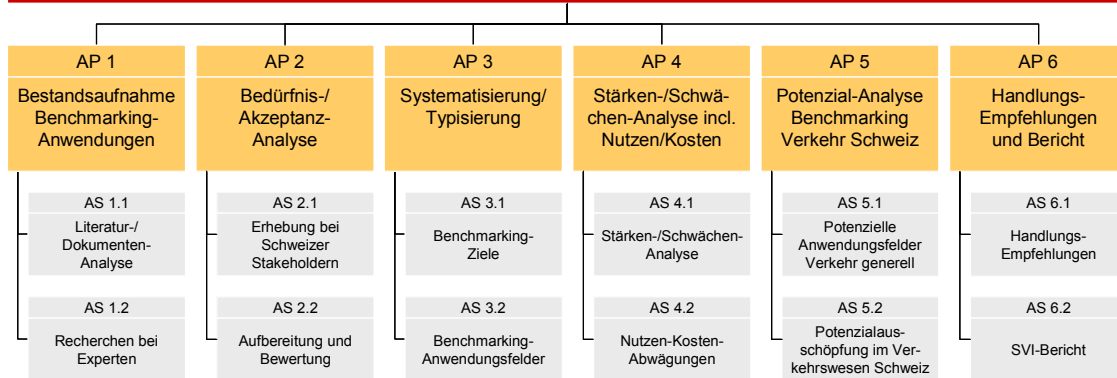 AP 1
Bestandsaufnahme
Benchmarking-
Anwendungen
AS 1.1
Literatur-/
Dokumenten-
Analyse
AS 1.2
Recherchen bei
Experten
AP 2
Bedürfnis-/
Akzeptanz-
Analyse
AS 2.1
Erhebung bei
Schweizer
Stakeholdern
AS 2.2
Aufbereitung und
Bewertung
AP 3
Systematisierung/
Typisierung
AS 3.1
Benchmarking-
Ziele
AS 3.2
Benchmarking-
Anwendungsfelder
AP 4
Stärken-/Schwä-
chen-Analyse incl.
Nutzen/Kosten
AS 4.1
Stärken-/Schwächen-
Analyse
AS 4.2
Nutzen-Kosten-
Abwägungen
AP 5
Potenzial-Analyse
Benchmarking
Verkehr Schweiz
AS 5.1
Potenzielle
Anwendungsfelder
Verkehr generell
AS 5.2
Potenzialaus-
schöpfung im Ver-
kehrswesen Schweiz
AP 6
Handlungs-
Empfehlungen
und Bericht
AS 6.1
Handlungs-
Empfehlungen
AS 6.2
SVI-Bericht